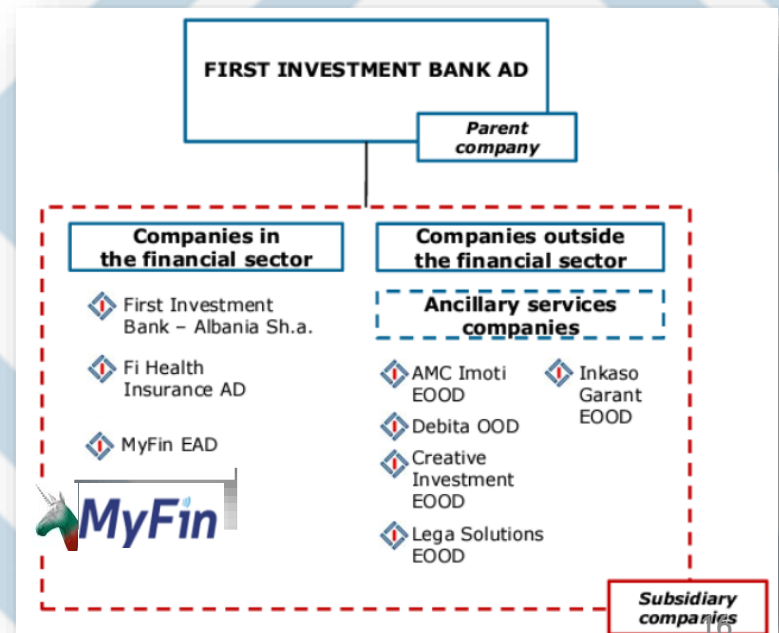 FIRST INVESTMENT BANK AD
Parent
company
Companies in
the financial sector
First Investment
Bank – Albania Sh.a.
Fi Health
Insurance AD
MyFin EAD
MyFin
Companies outside
the financial sector
Ancillary services
companies
AMC Imoti
EOOD
Debita OOD
Creative
Investment
EOOD
Lega Solutions
EOOD
Inkaso
Garant
EOOD
Subsidiary
companies
16